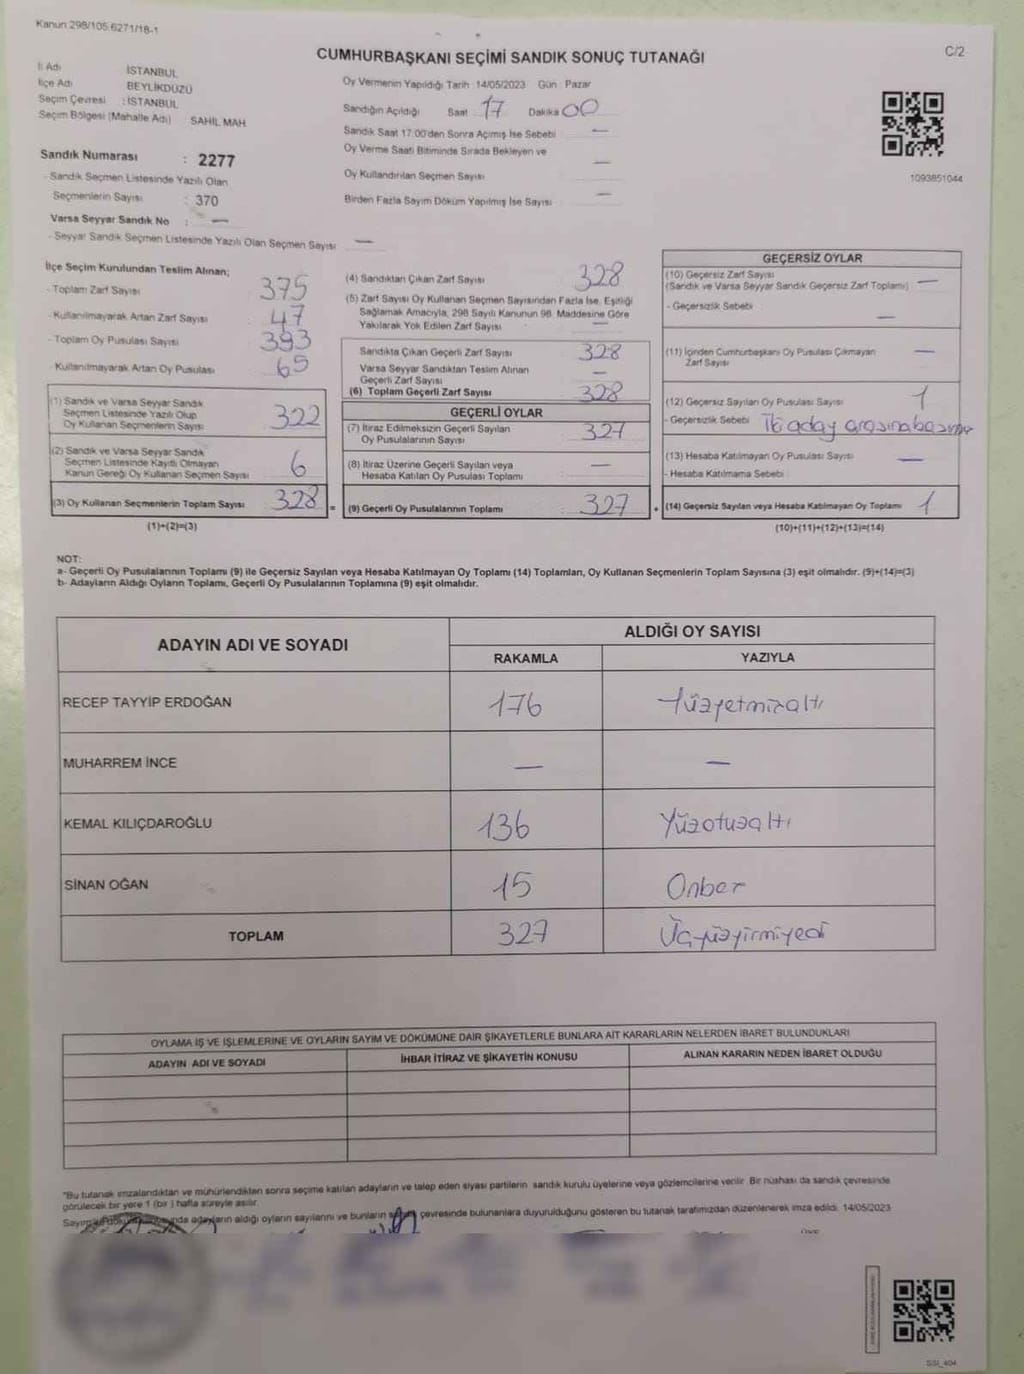 Kanun 298/105 6271/18-1
C/2
CUMHURBAŞKANI SEÇİMİ SANDIK SONUÇ TUTANAĞI
İl Adı İSTANBUL
İlçe Adı BEYLİKDÜZÜ
Seçim Çevresi : İSTANBUL
Seçim Bölgesi (Mahalle Adı) : SAHİL MAH
Sandık Numarası : 2277
- Sandık Seçmen Listesinde Yazılı Olan
Seçmenlerin Sayısı : 370
Varsa Seyyar Sandık No : —
- Seyyar Sandık Seçmen Listesinde Yazılı Olan Seçmen Sayısı —
Oy Vermenin Yapıldığı Tarih : 14/05/2023 Gün : Pazar
Sandığın Açıldığı Saat 17 Dakika 00
Sandık Saat 17:00'den Sonra Açımış İse Sebebi —
Oy Verme Saati Bitiminde Sırada Bekleyen ve
Oy Kullandırılan Seçmen Sayısı —
Birden Fazla Sayım Döküm Yapılmış İse Sayısı —
1093851044
İlçe Seçim Kurulundan Teslim Alınan;
- Toplam Zarf Sayısı 375
- Kullanılmayarak Artan Zarf Sayısı 47
- Toplam Oy Pusulası Sayısı 393
- Kullanılmayarak Artan Oy Pusulası 65
(1) Sandık ve Varsa Seyyar Sandık
Seçmen Listesinde Yazılı Olup
Oy Kullanan Seçmenlerin Sayısı 322
(2) Sandık ve Varsa Seyyar Sandık
Seçmen Listesinde Kayıtlı Olmayan
Kanun Gereği Oy Kullanan Seçmen Sayısı 6
(3) Oy Kullanan Seçmenlerin Toplam Sayısı 328 =
(1)+(2)=(3)
(4) Sandıktan Çıkan Zarf Sayısı 328
(5) Zarf Sayısı Oy Kullanan Seçmen Sayısından Fazla İse, Eşitliği
Sağlamak Amacıyla, 298 Sayılı Kanunun 98. Maddesine Göre
Yakılarak Yok Edilen Zarf Sayısı —
Sandıkta Çıkan Geçerli Zarf Sayısı 328
Varsa Seyyar Sandıktan Teslim Alınan
Geçerli Zarf Sayısı —
(6) Toplam Geçerli Zarf Sayısı 328
GEÇERLİ OYLAR
(7) İtiraz Edilmeksizin Geçerli Sayılan
Oy Pusulalarının Sayısı 327
(8) İtiraz Üzerine Geçerli Sayılan veya
Hesaba Katılan Oy Pusulası Toplamı —
(9) Geçerli Oy Pusulalarının Toplamı : 327 +
GEÇERSİZ OYLAR
(10) Geçersiz Zarf Sayısı —
(Sandık ve Varsa Seyyar Sandık Geçersiz Zarf Toplamı)
- Geçersizlik Sebebi —
(11) İçinden Cumhurbaşkanı Oy Pusulası Çıkmayan
Zarf Sayısı —
(12) Geçersiz Sayılan Oy Pusulası Sayısı 1
- Geçersizlik Sebebi İki aday arasına basma
(13) Hesaba Katılmayan Oy Pusulası Sayısı —
- Hesaba Katılmama Sebebi
(14) Geçersiz Sayılan veya Hesaba Katılmayan Oy Toplamı 1
(10)+(11)+(12)+(13)=(14)
NOT:
a- Geçerli Oy Pusulalarının Toplamı (9) ile Geçersiz Sayılan veya Hesaba Katılmayan Oy Toplamı (14) Toplamları, Oy Kullanan Seçmenlerin Toplam Sayısına (3) eşit olmalıdır. (9)+(14)=(3)
b- Adayların Aldığı Oyların Toplamı, Geçerli Oy Pusulalarının Toplamına (9) eşit olmalıdır.
ADAYIN ADI VE SOYADI
ALDIĞI OY SAYISI
RAKAMLA YAZIYLA
RECEP TAYYİP ERDOĞAN 176 Yüzyetmişaltı
MUHARREM İNCE — —
KEMAL KILIÇDAROĞLU 136 Yüzotuzaltı
SİNAN OĞAN 15 Onbeş
TOPLAM 327 Üçyüzyirmiyedi
OYLAMA İŞ VE İŞLEMLERİNE VE OYLARIN SAYIM VE DÖKÜMÜNE DAİR ŞİKAYETLERLE BUNLARA AİT KARARLARIN NELERDEN İBARET BULUNDUKLARI
ADAYIN ADI VE SOYADI İHBAR İTİRAZ VE ŞİKAYETİN KONUSU ALINAN KARARIN NEDEN İBARET OLDUĞU
"Bu tutanak imzalandıktan ve mühürlendikten sonra seçime katılan adayların ve talep eden siyasi partilerin sandık kurulu üyelerine veya gözlemcilerine verilir. Bir nüshası da sandık çevresinde
görülecek bir yere 1 (bir ) hafta süreyle asılır.
adayların aldığı oyların sayılarını ve bunların çevresinde bulunanlara duyurulduğunu gösteren bu tutanak tarafımızdan düzenlenerek imza edildi. 14/05/2023
SSI_404